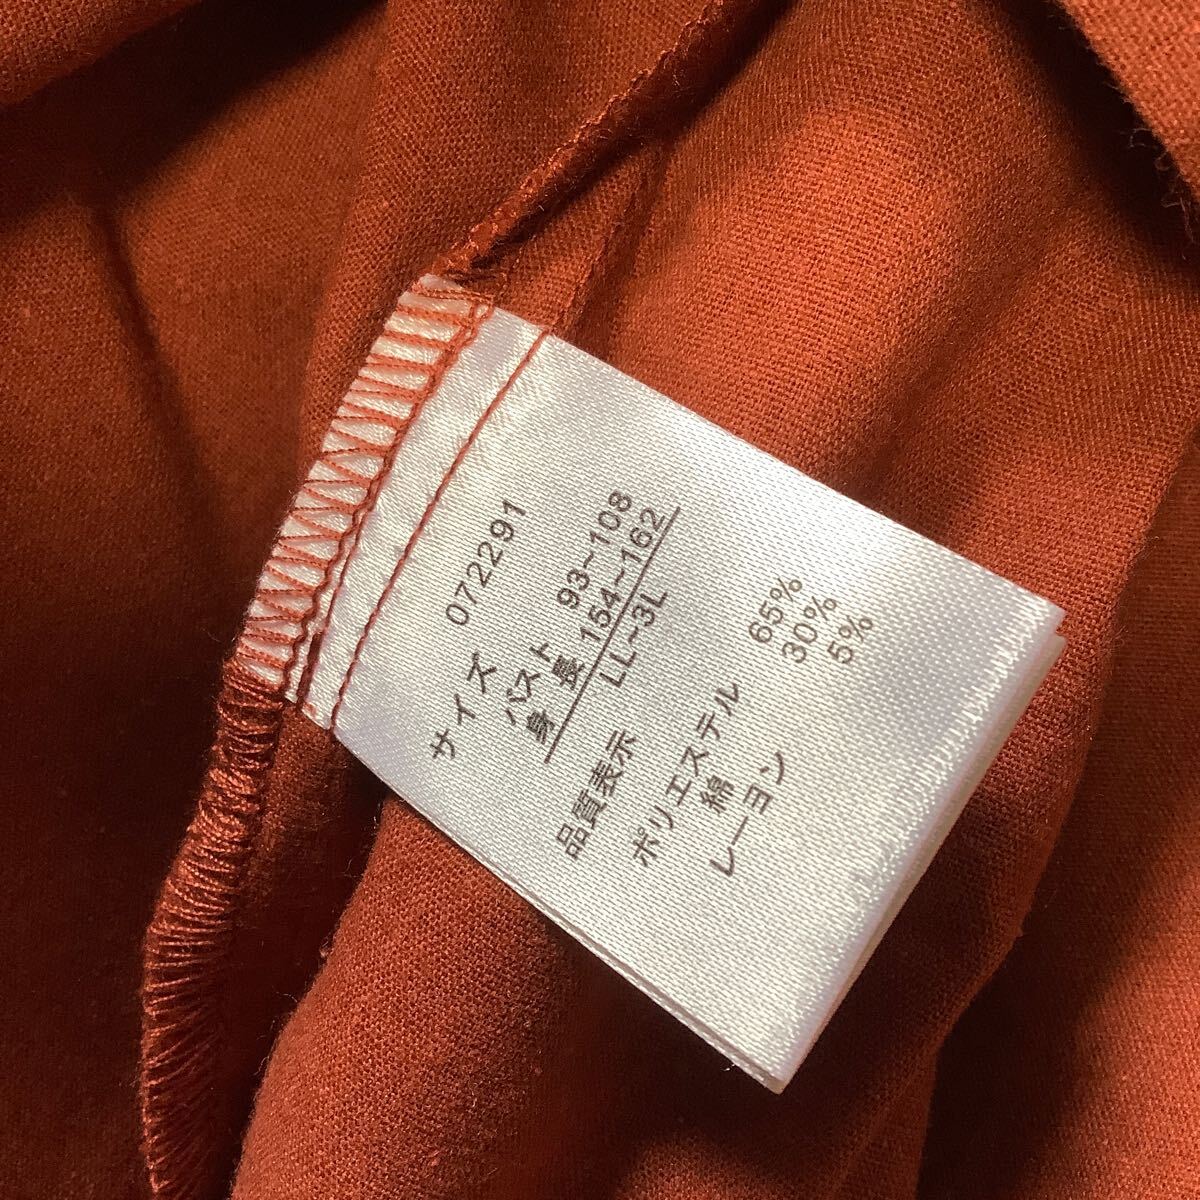 072291
サイズ
バスト 93~108
身長 154~162
LL~3L
品質表示
ポリエステル 65%
綿 30%
レーヨン 5%